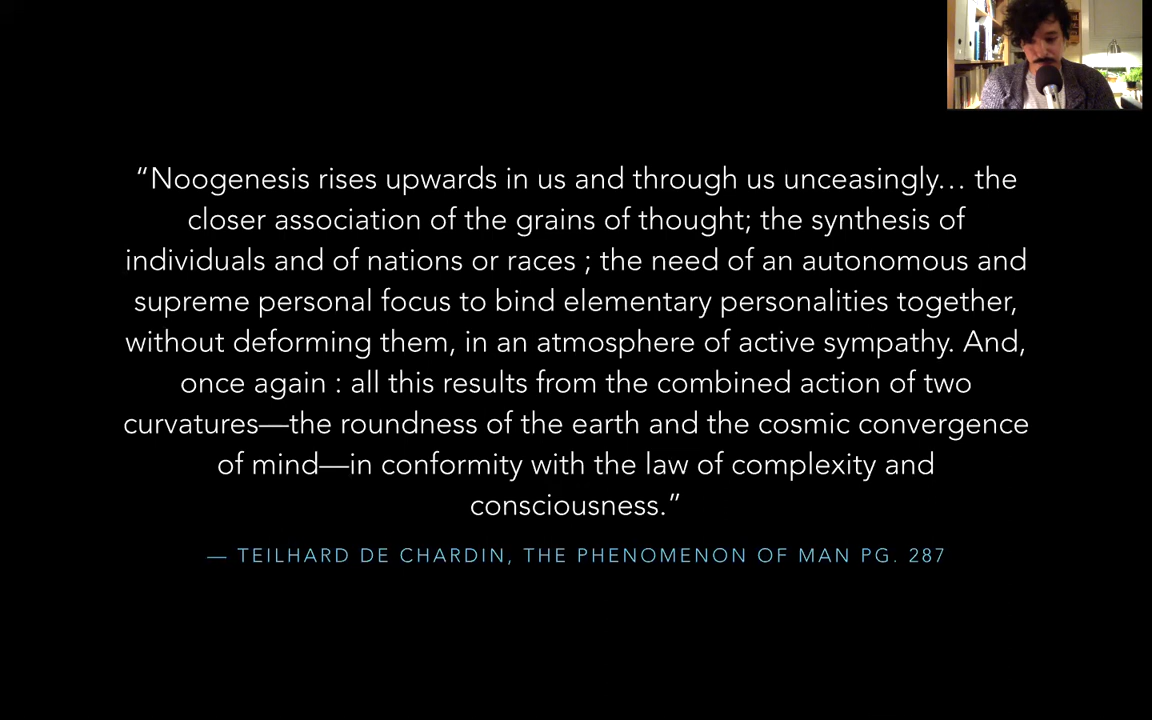 “Noogenesis rises upwards in us and through us unceasingly… the
closer association of the grains of thought; the synthesis of
individuals and of nations or races ; the need of an autonomous and
supreme personal focus to bind elementary personalities together,
without deforming them, in an atmosphere of active sympathy. And,
once again : all this results from the combined action of two
curvatures—the roundness of the earth and the cosmic convergence
of mind—in conformity with the law of complexity and
consciousness.”
— TEILHARD DE CHARDIN, THE PHENOMENON OF MAN PG. 287